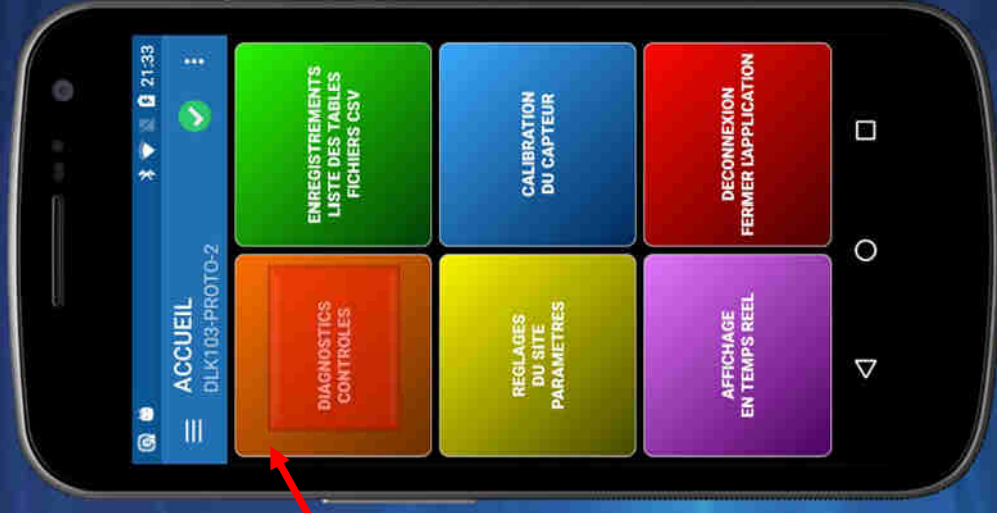 21:33
ACCUEIL
DLK103-PROTO-2
DIAGNOSTICS
CONTROLES
ENREGISTREMENTS
LISTE DES TABLES
FICHIERS CSV
REGLAGES
DU SITE
PARAMETRES
CALIBRATION
DU CAPTEUR
AFFICHAGE
EN TEMPS REEL
DECONNEXION
FERMER L'APPLICATION